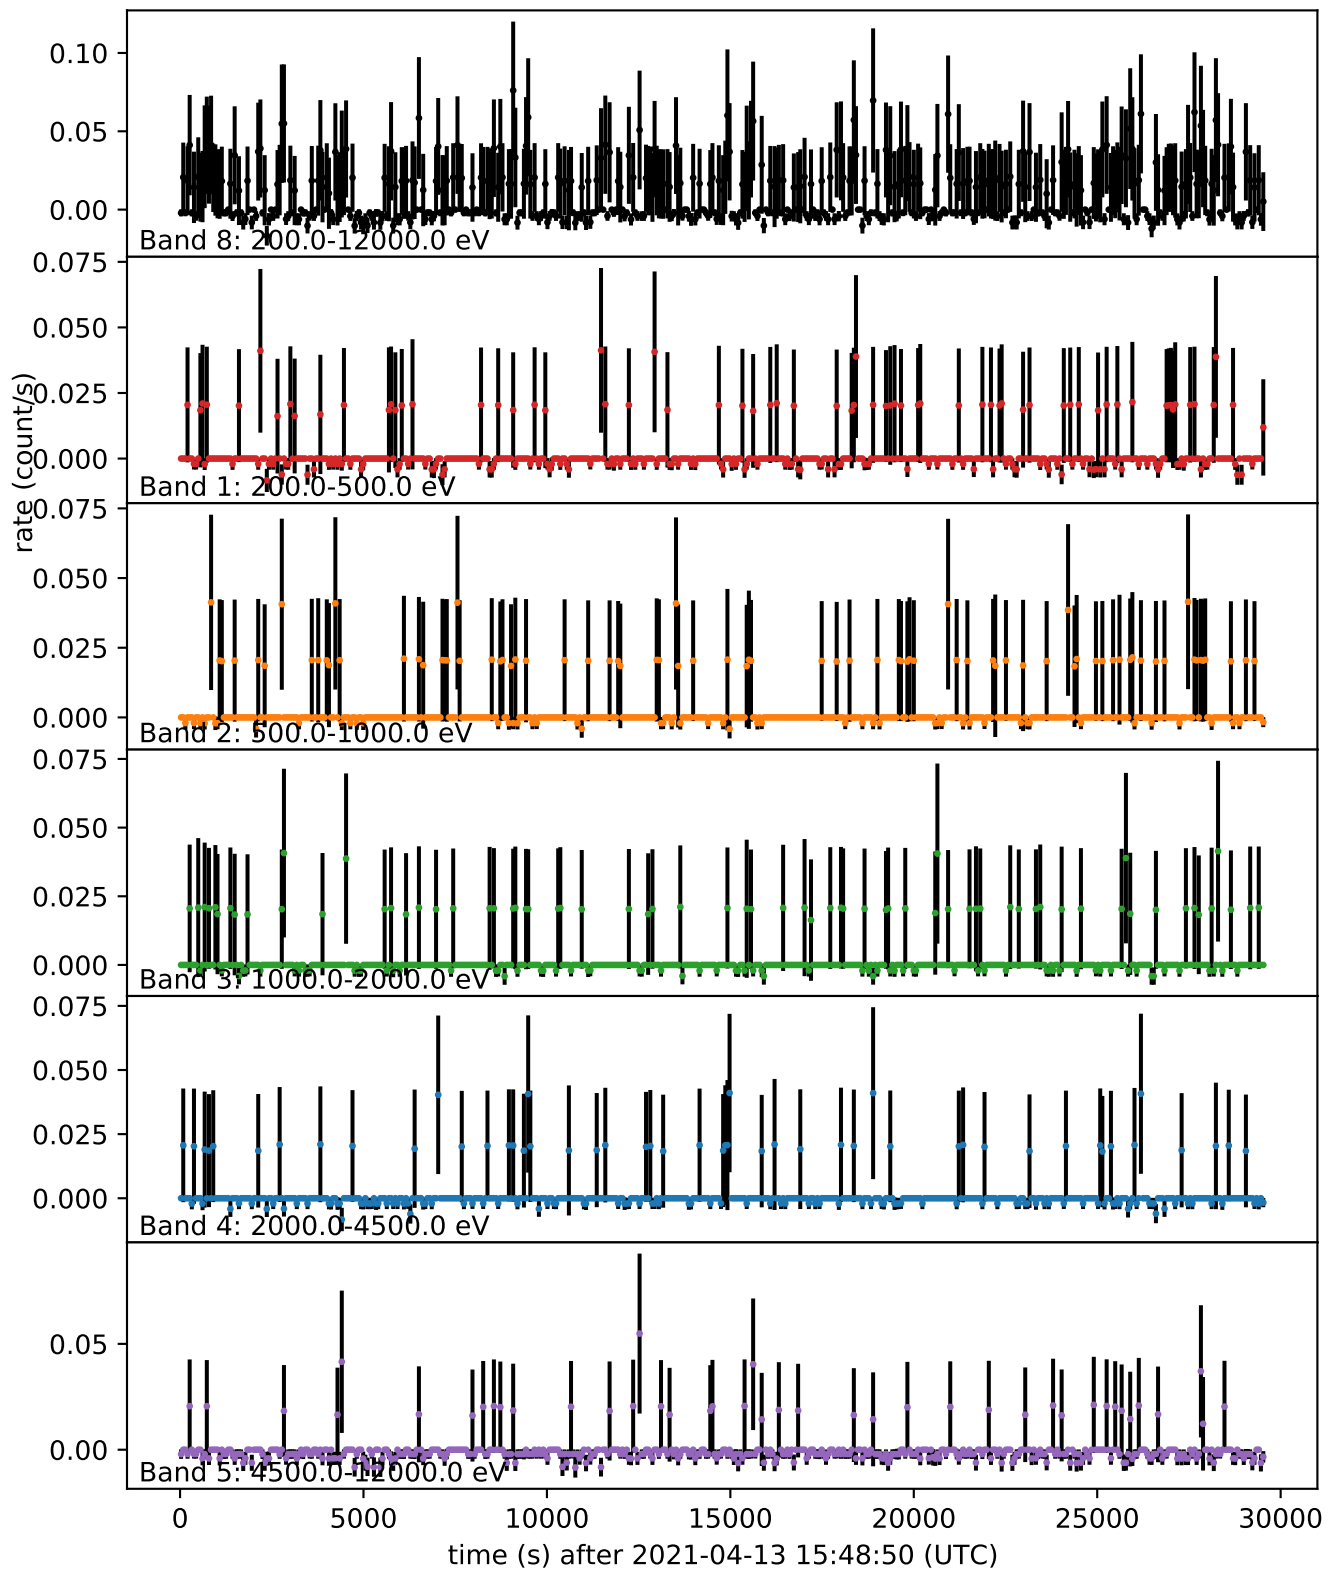 0.10
0.05
0.00
Band 8: 200.0-12000.0 eV
0.075
0.050
0.025
0.000
Band 1: 200.0-500.0 eV
rate (count/s)
0.075
0.050
0.025
0.000
Band 2: 500.0-1000.0 eV
0.075
0.050
0.025
0.000
Band 3: 1000.0-2000.0 eV
0.075
0.050
0.025
0.000
Band 4: 2000.0-4500.0 eV
0.05
0.00
Band 5: 4500.0-12000.0 eV
0 5000 10000 15000 20000 25000 30000
time (s) after 2021-04-13 15:48:50 (UTC)